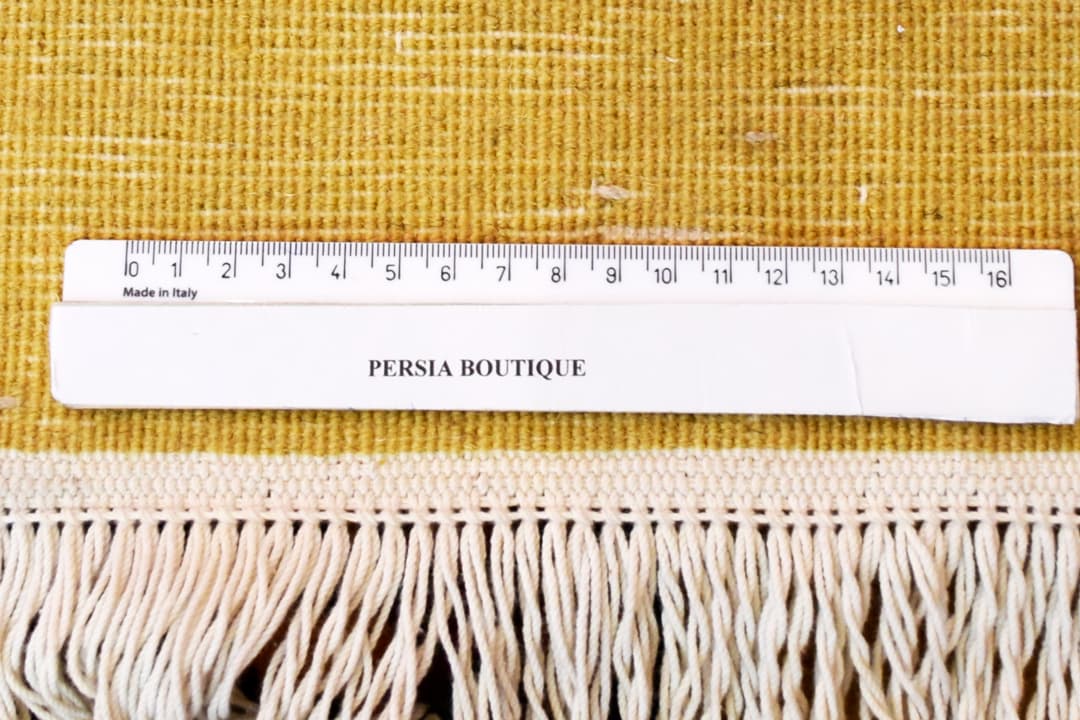 0 1 2 3 4 5 6 7 8 9 10 11 12 13 14 15 16
Made in Italy
PERSIA BOUTIQUE